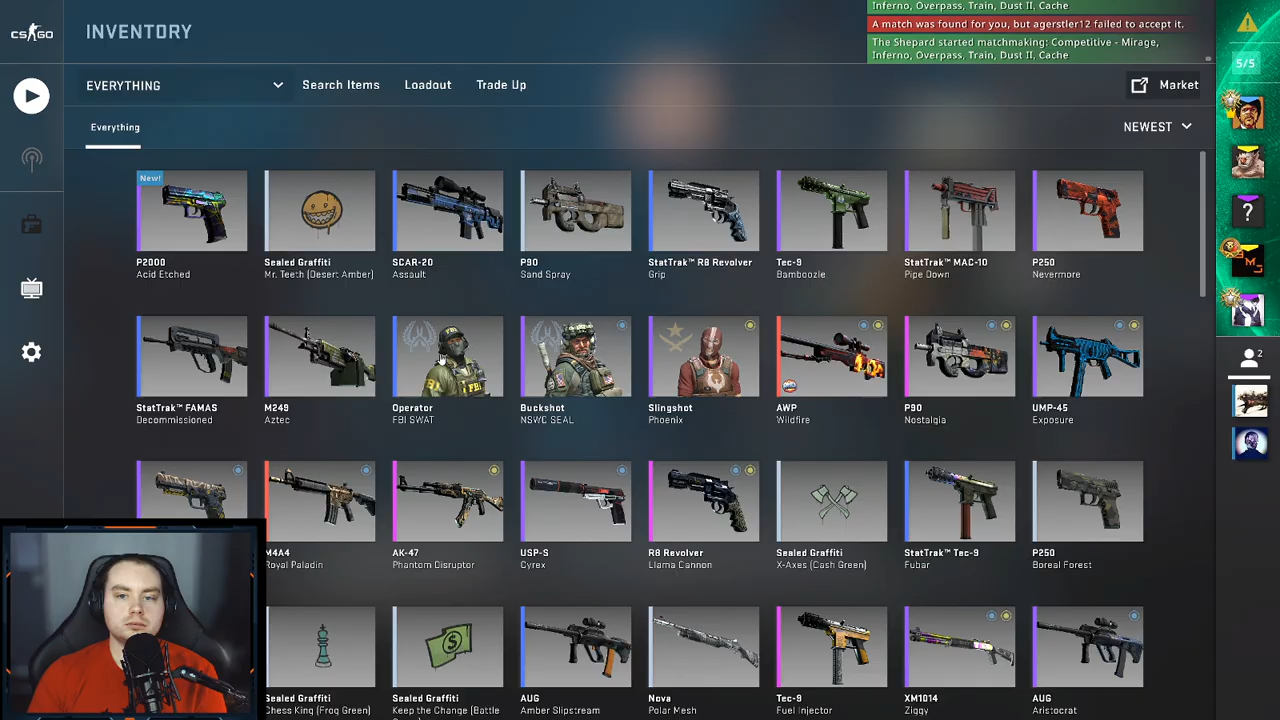 CS:GO
INVENTORY
Inferno, Overpass, Train, Dust II, Cache
A match was found for you, but agerstler12 failed to accept it.
The Shepard started matchmaking: Competitive - Mirage,
Inferno, Overpass, Train, Dust II, Cache
5/5
EVERYTHING
Search Items
Loadout
Trade Up
Market
Everything
NEWEST
New!
P2000
Acid Etched
Sealed Graffiti
Mr. Teeth (Desert Amber)
SCAR-20
Assault
P90
Sand Spray
StatTrak™ R8 Revolver
Grip
Tec-9
Bamboozle
StatTrak™ MAC-10
Pipe Down
P250
Nevermore
?
MJ
2
StatTrak™ FAMAS
Decommissioned
M249
Aztec
FBI
Operator
FBI SWAT
Buckshot
NSWC SEAL
Slingshot
Phoenix
AWP
Wildfire
P90
Nostalgia
UMP-45
Exposure
M4A4
Royal Paladin
AK-47
Phantom Disruptor
USP-S
Cyrex
R8 Revolver
Llama Cannon
Sealed Graffiti
X-Axes (Cash Green)
StatTrak™ Tec-9
Fubar
P250
Boreal Forest
Sealed Graffiti
Chess King (Frog Green)
Sealed Graffiti
Keep the Change (Battle
AUG
Amber Slipstream
Nova
Polar Mesh
Tec-9
Fuel Injector
XM1014
Ziggy
AUG
Aristocrat